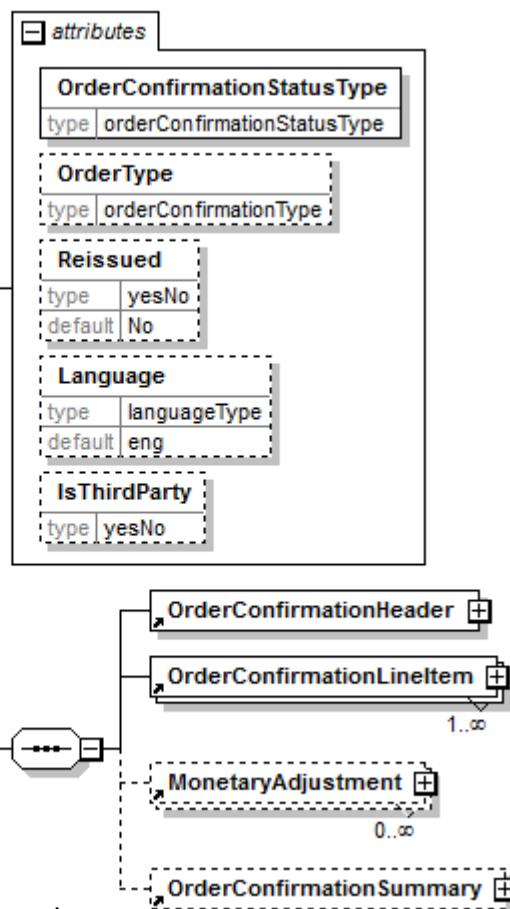 attributes
OrderConfirmationStatusType
type orderConfirmationStatusType
OrderType
type orderConfirmationType
Reissued
type yesNo
default No
Language
type languageType
default eng
IsThirdParty
type yesNo
OrderConfirmationHeader
OrderConfirmationLineItem
1..∞
MonetaryAdjustment
0..∞
OrderConfirmationSummary